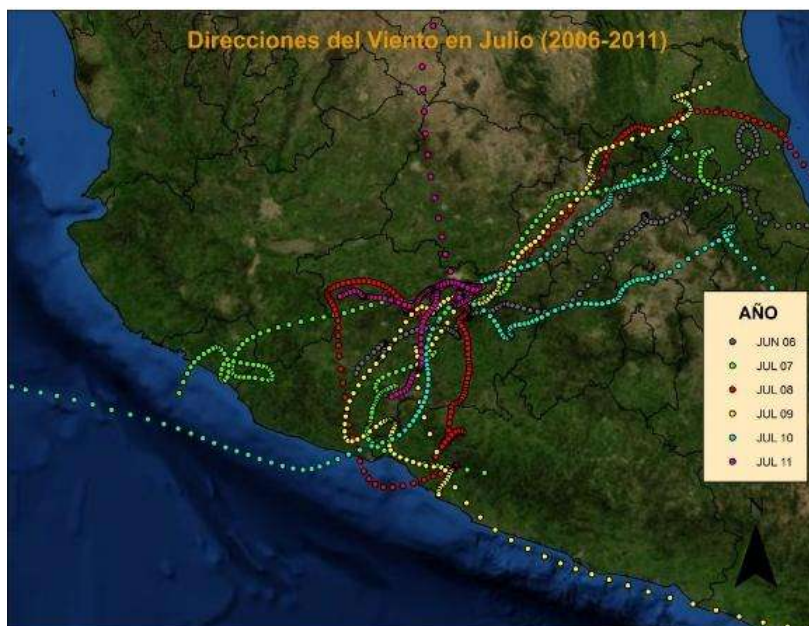 Direcciones del Viento en Julio (2006-2011)
AÑO
JUN 06
JUL 07
JUL 08
JUL 09
JUL 10
JUL 11
N